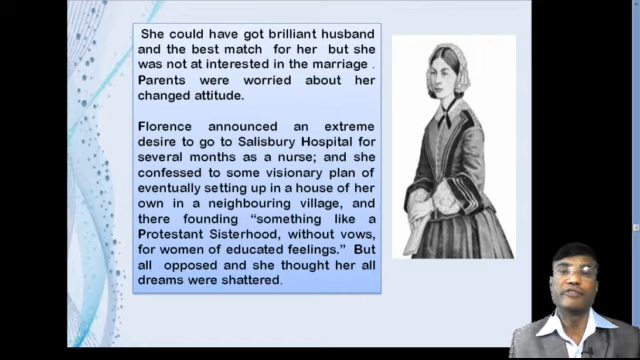 She could have got brilliant husband
and the best match for her but she
was not at interested in the marriage .
Parents were worried about her
changed attitude.
Florence announced an extreme
desire to go to Salisbury Hospital for
several months as a nurse; and she
confessed to some visionary plan of
eventually setting up in a house of her
own in a neighbouring village, and
there founding “something like a
Protestant Sisterhood, without vows,
for women of educated feelings.” But
all opposed and she thought her all
dreams were shattered.